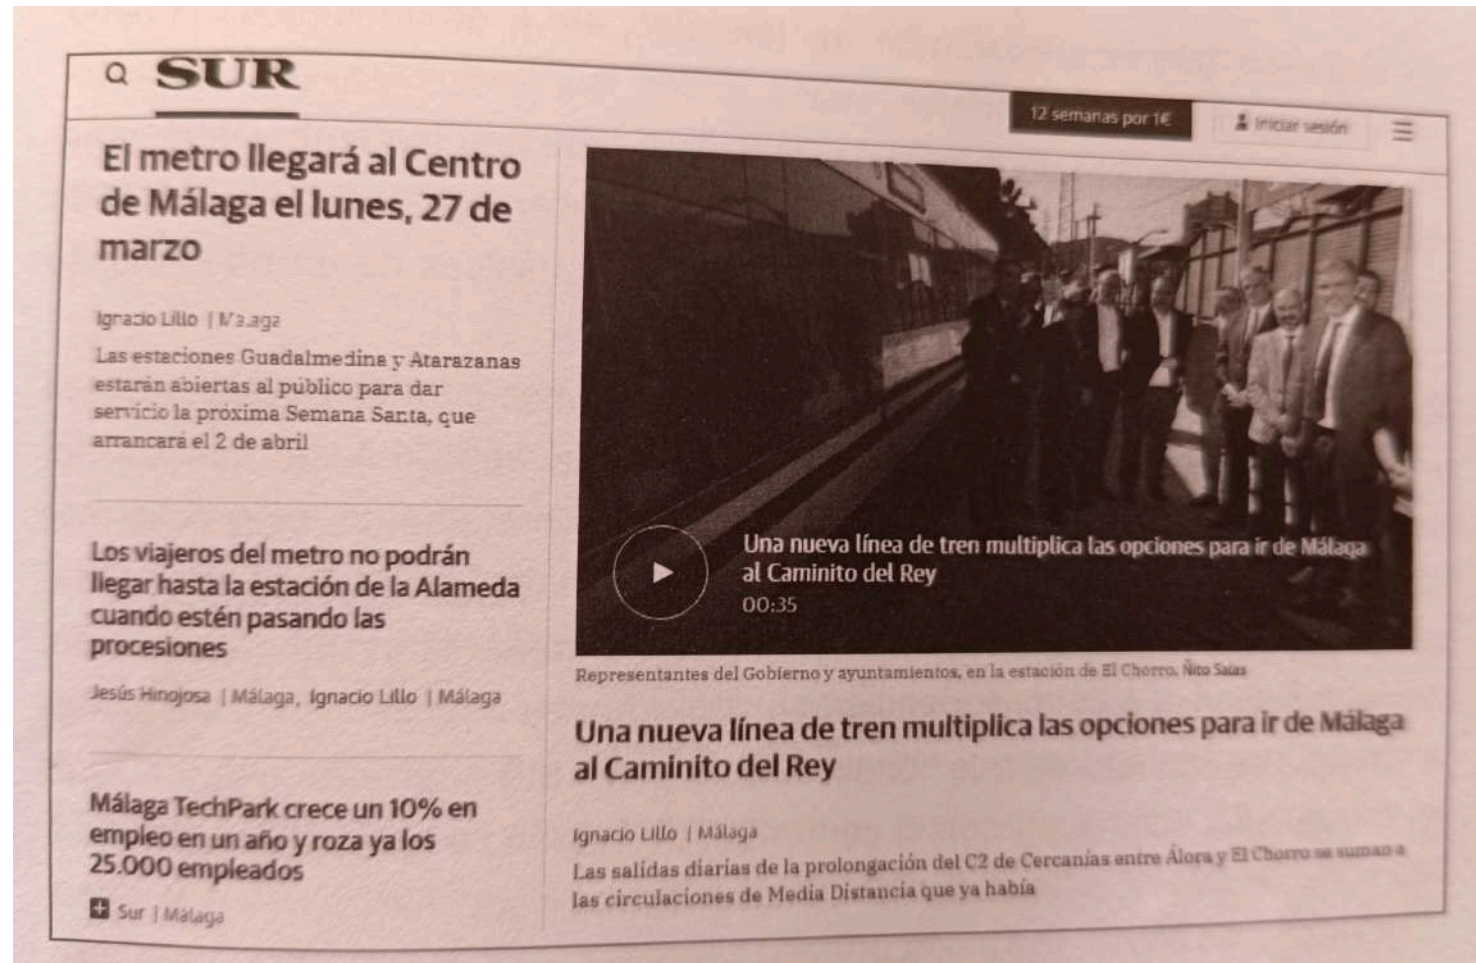 SUR
12 semanas por 1€
Iniciar sesión
El metro llegará al Centro
de Málaga el lunes, 27 de
marzo
Ignacio Lillo | Málaga
Las estaciones Guadalmedina y Atarazanas
estarán abiertas al público para dar
servicio la próxima Semana Santa, que
arrancará el 2 de abril
Los viajeros del metro no podrán
llegar hasta la estación de la Alameda
cuando estén pasando las
procesiones
Jesús Hinojosa | Málaga, Ignacio Lillo | Málaga
Málaga TechPark crece un 10% en
empleo en un año y roza ya los
25.000 empleados
Sur | Málaga
Una nueva línea de tren multiplica las opciones para ir de Málaga
al Caminito del Rey
00:35
Representantes del Gobierno y ayuntamientos, en la estación de El Chorro. Ñito Salas
Una nueva línea de tren multiplica las opciones para ir de Málaga
al Caminito del Rey
Ignacio Lillo | Málaga
Las salidas diarias de la prolongación del C2 de Cercanías entre Álora y El Chorro se suman a
las circulaciones de Media Distancia que ya había